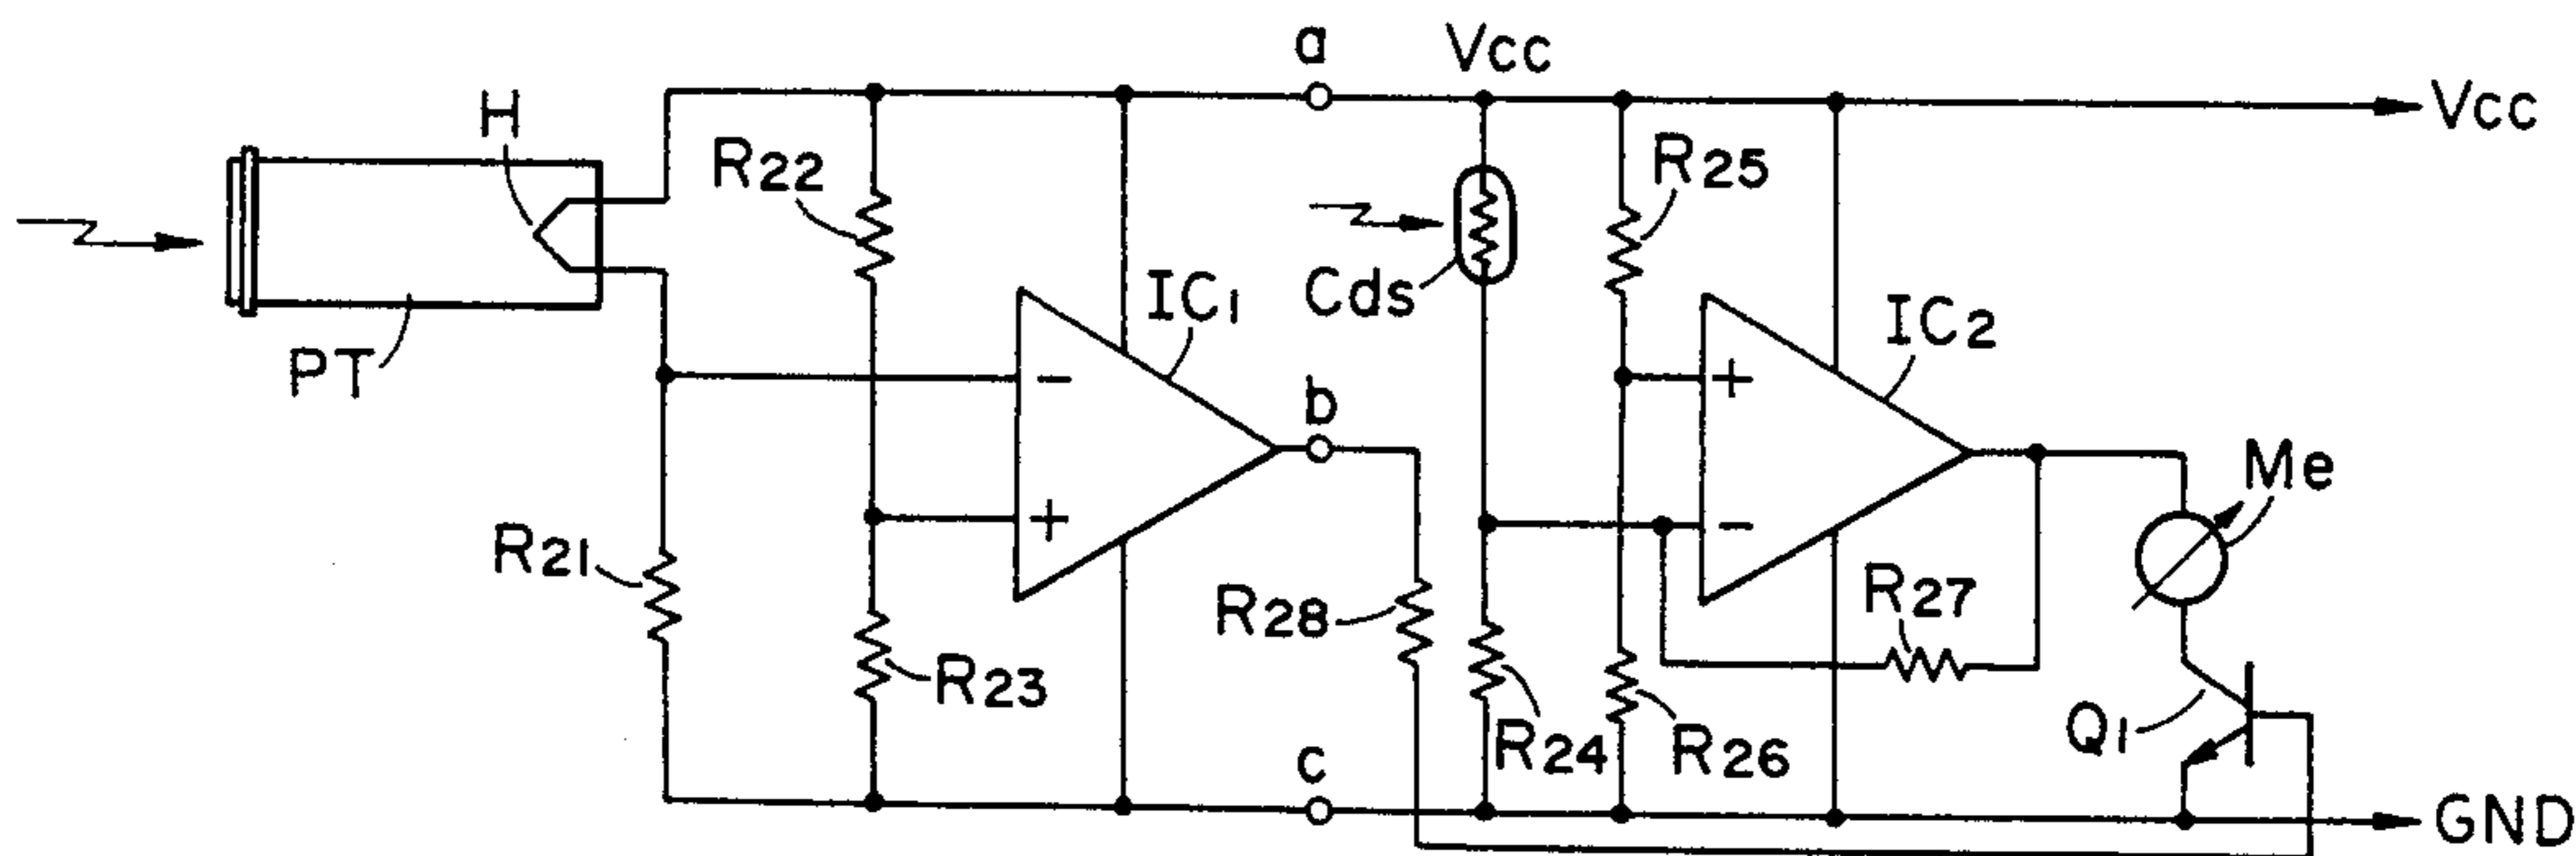 a
Vcc
Vcc
H
R22
R25
IC1
Cds
IC2
PT
-
+
b
Me
+
-
R21
R28
R27
R23
R24
R26
Q1
c
GND